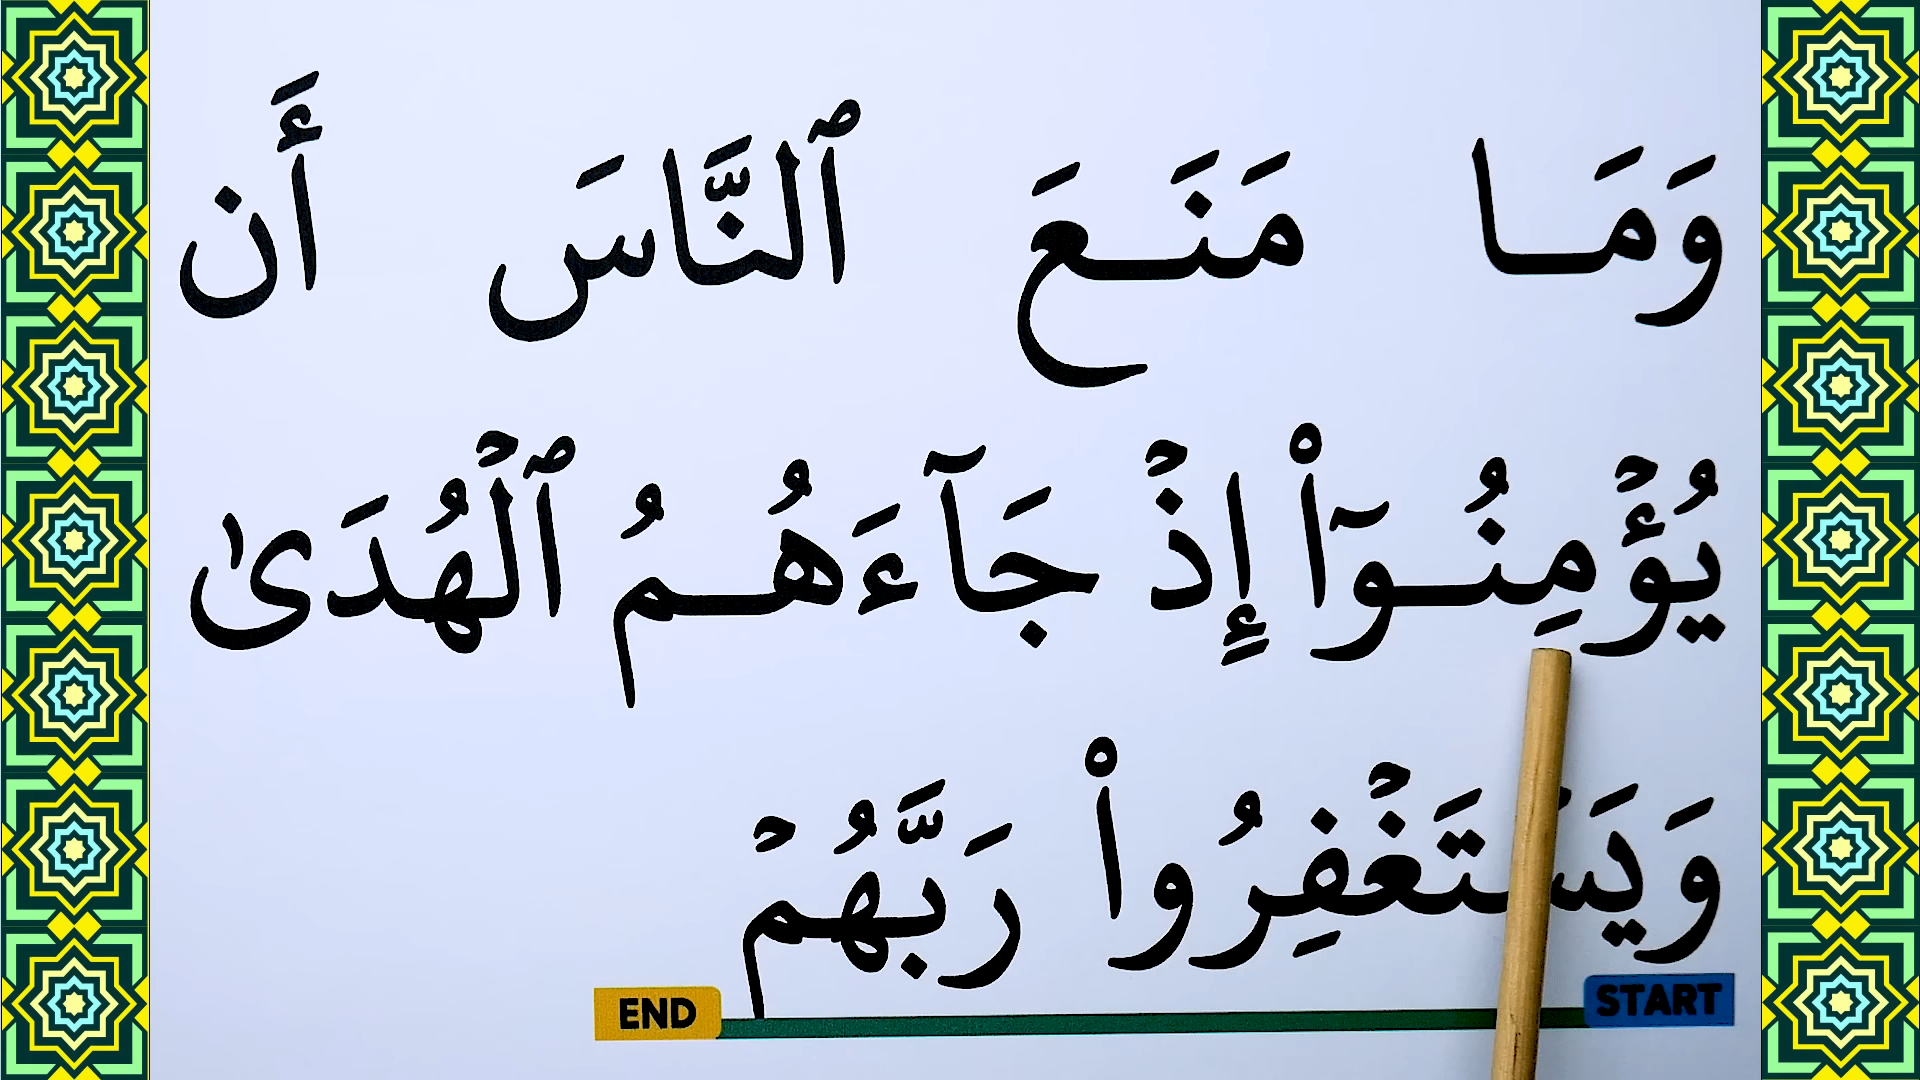 وَمَا مَنَعَ ٱلنَّاسَ أَن
يُؤۡمِنُوٓاْ إِذۡ جَآءَهُمُ ٱلۡهُدَىٰ
وَيَسۡتَغۡفِرُواْ رَبَّهُمۡ
END START